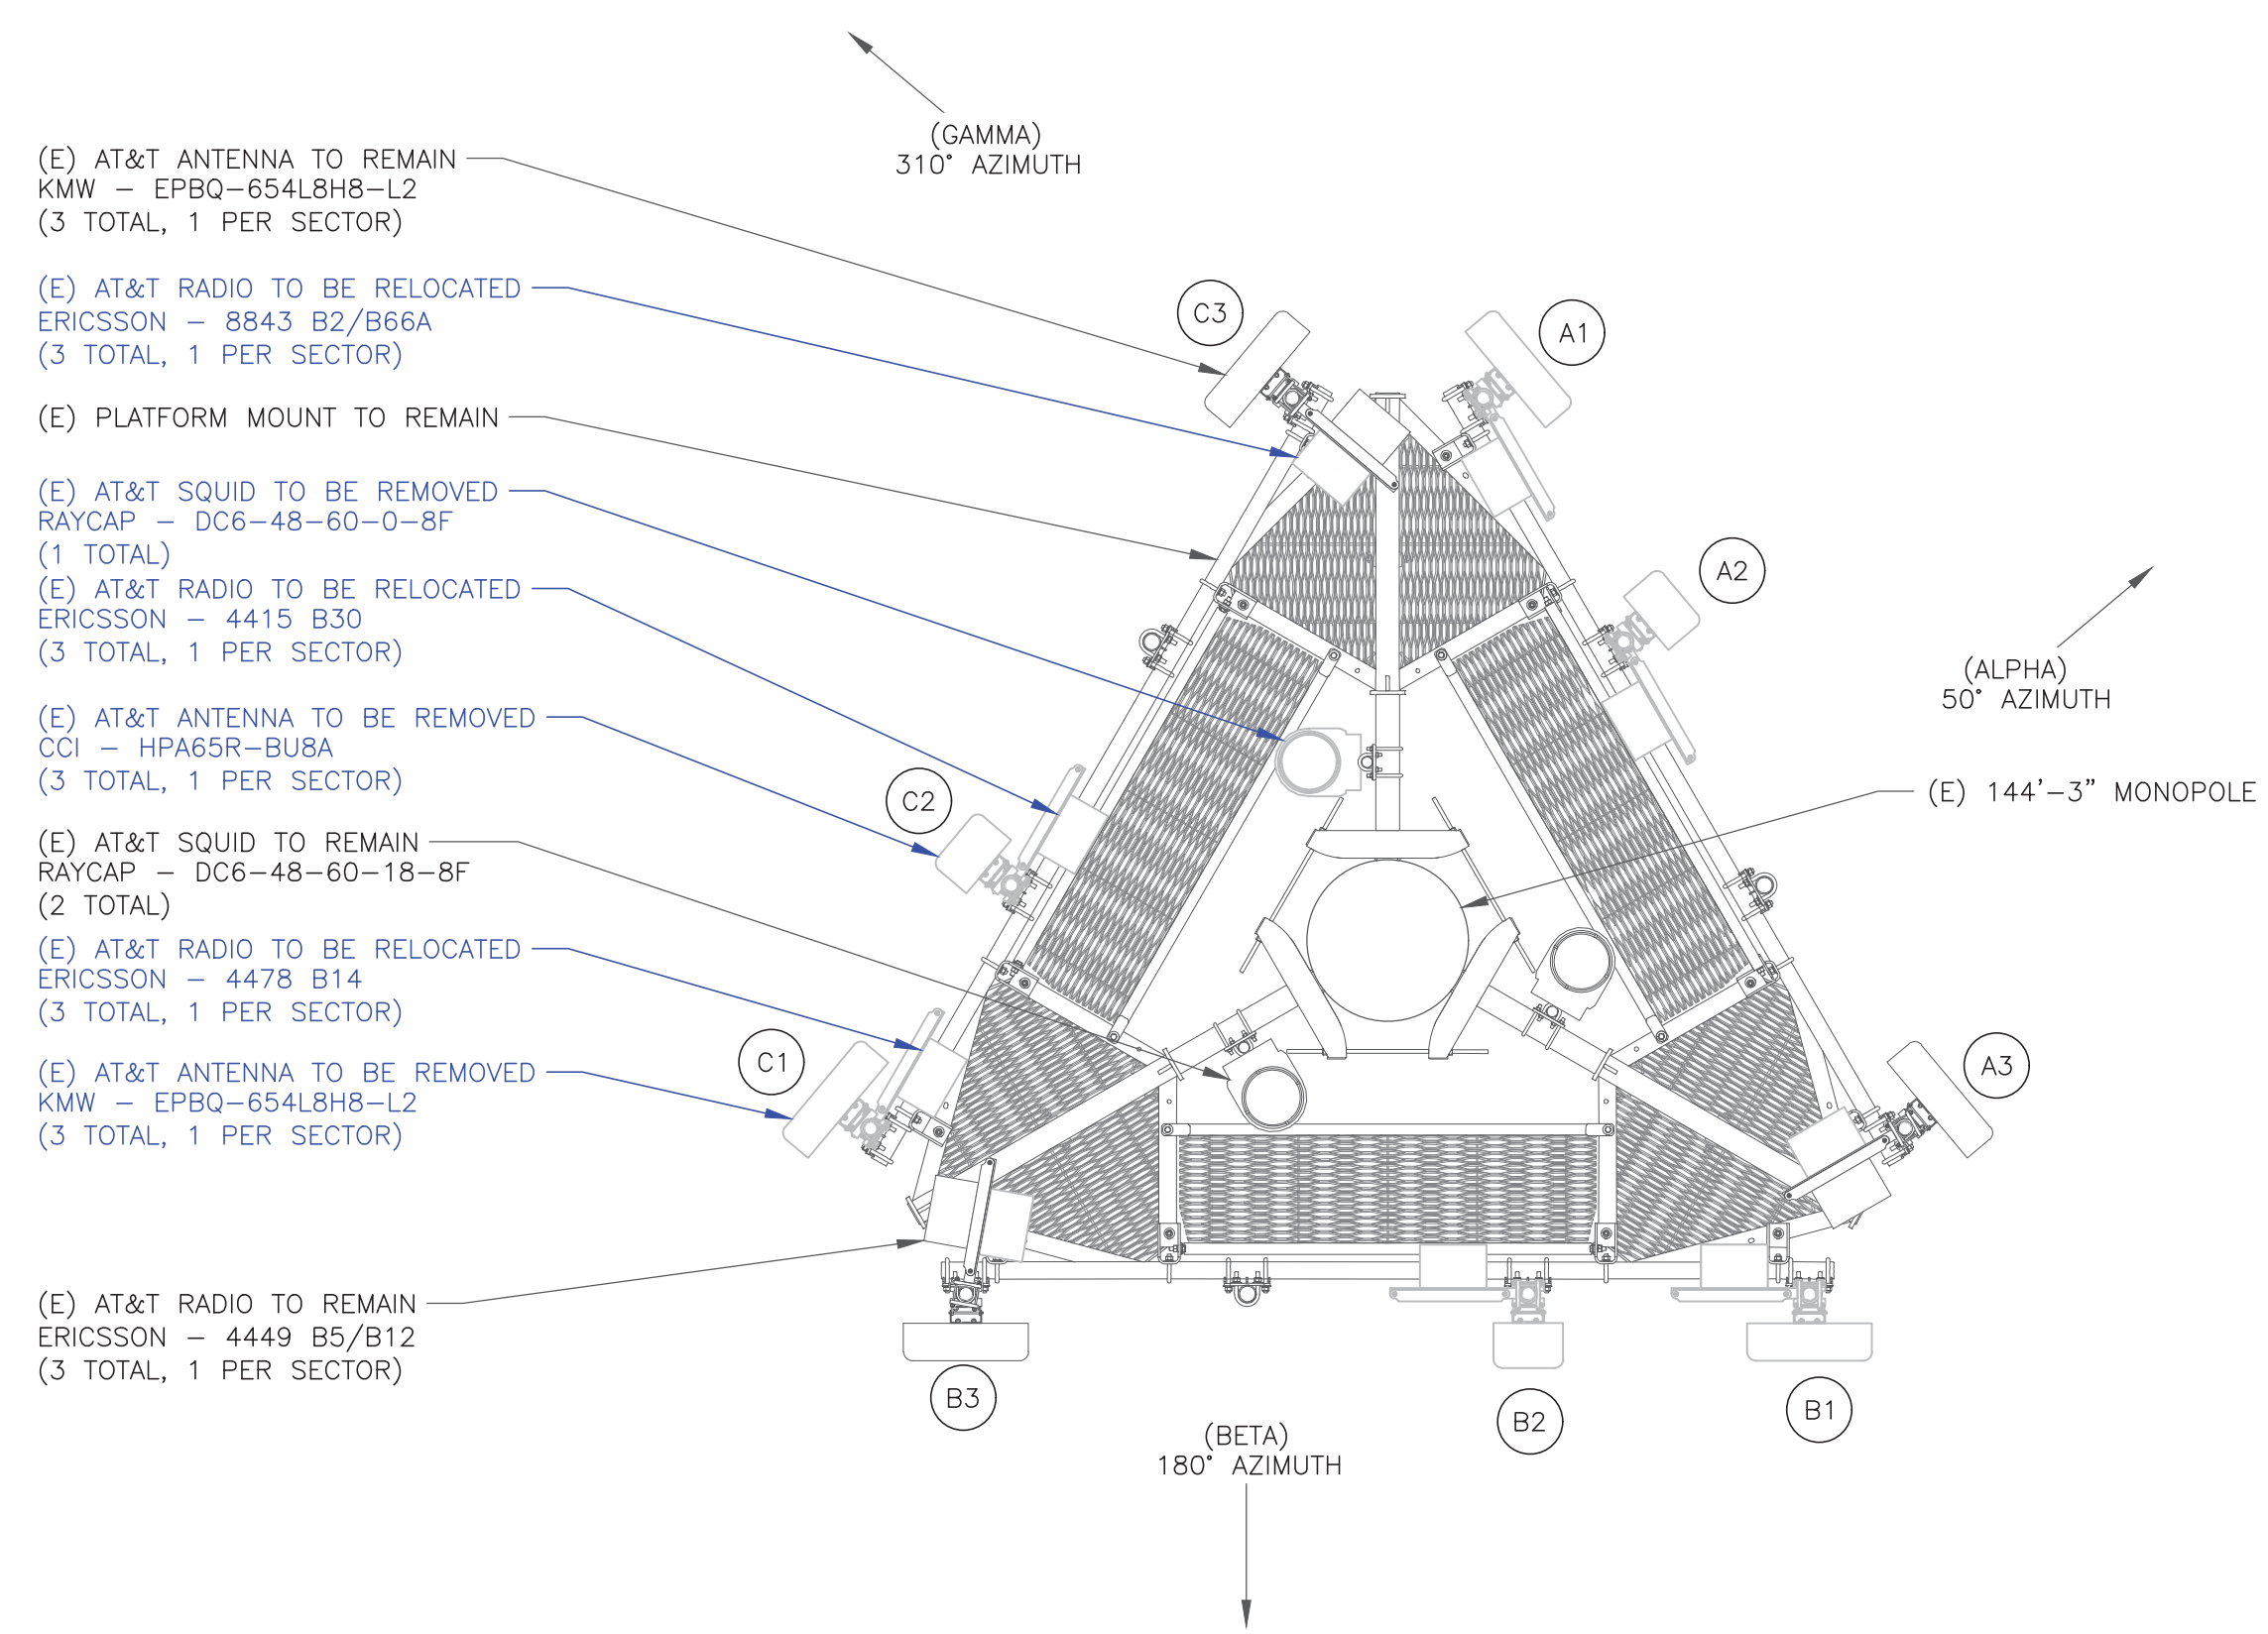 (GAMMA)
310° AZIMUTH
(E) AT&T ANTENNA TO REMAIN
KMW - EPBQ-654L8H8-L2
(3 TOTAL, 1 PER SECTOR)
(E) AT&T RADIO TO BE RELOCATED
ERICSSON - 8843 B2/B66A
(3 TOTAL, 1 PER SECTOR)
(E) PLATFORM MOUNT TO REMAIN
(E) AT&T SQUID TO BE REMOVED
RAYCAP - DC6-48-60-0-8F
(1 TOTAL)
(E) AT&T RADIO TO BE RELOCATED
ERICSSON - 4415 B30
(3 TOTAL, 1 PER SECTOR)
(E) AT&T ANTENNA TO BE REMOVED
CCI - HPA65R-BU8A
(3 TOTAL, 1 PER SECTOR)
(E) AT&T SQUID TO REMAIN
RAYCAP - DC6-48-60-18-8F
(2 TOTAL)
(E) AT&T RADIO TO BE RELOCATED
ERICSSON - 4478 B14
(3 TOTAL, 1 PER SECTOR)
(E) AT&T ANTENNA TO BE REMOVED
KMW - EPBQ-654L8H8-L2
(3 TOTAL, 1 PER SECTOR)
(E) AT&T RADIO TO REMAIN
ERICSSON - 4449 B5/B12
(3 TOTAL, 1 PER SECTOR)
C3
A1
A2
(ALPHA)
50° AZIMUTH
(E) 144'-3" MONOPOLE
C2
C1
A3
B3
B2
B1
(BETA)
180° AZIMUTH